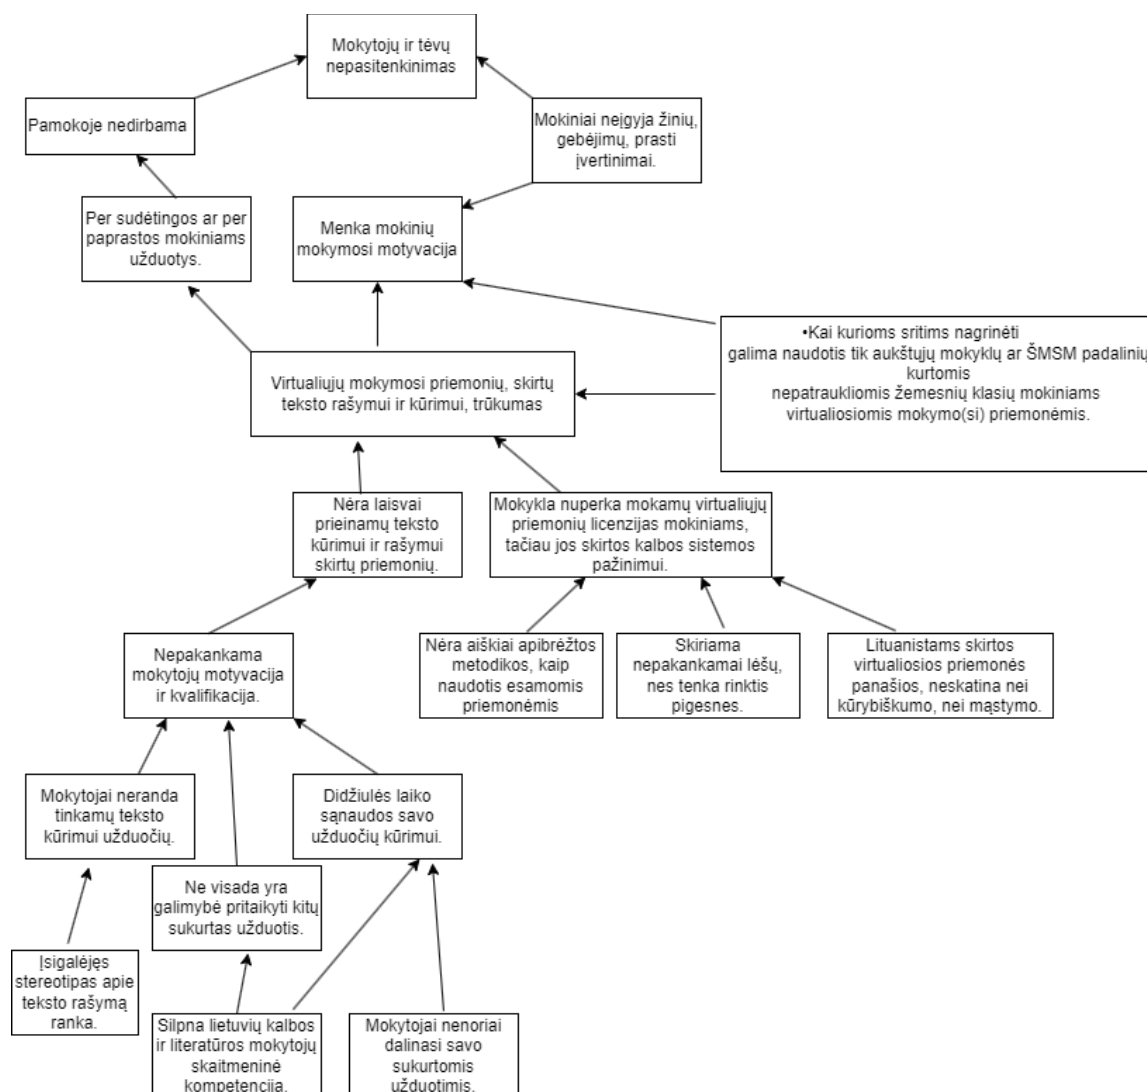 Mokytojų ir tėvų
nepasitenkinimas
Pamokoje nedirbama
Mokiniai neįgyja žinių,
gebėjimų, prasti
įvertinimai.
Per sudėtingos ar per
paprastos mokiniams
užduotys.
Menka mokinių
mokymosi motyvacija
•Kai kurioms sritims nagrinėti
galima naudotis tik aukštųjų mokyklų ar ŠMSM padalinių
kurtomis
nepatraukliomis žemesnių klasių mokiniams
virtualiosiomis mokymo(si) priemonėmis.
Virtualiųjų mokymosi priemonių, skirtų
teksto rašymui ir kūrimui, trūkumas
Nėra laisvai
prieinamų teksto
kūrimui ir rašymui
skirtų priemonių.
Mokykla nuperka mokamų virtualiųjų
priemonių licenzijas mokiniams,
tačiau jos skirtos kalbos sistemos
pažinimui.
Nepakankama
mokytojų motyvacija
ir kvalifikacija.
Nėra aiškiai apibrėžtos
metodikos, kaip
naudotis esamomis
priemonėmis
Skiriama
nepakankamai lėšų,
nes tenka rinktis
pigesnes.
Lituanistams skirtos
virtualiosios priemonės
panašios, neskatina nei
kūrybiškumo, nei mąstymo.
Mokytojai neranda
tinkamų teksto
kūrimui užduočių.
Didžiulės laiko
sąnaudos savo
užduočių kūrimui.
Ne visada yra
galimybė pritaikyti kitų
sukurtas užduotis.
Įsigalėjęs
stereotipas apie
teksto rašymą
ranka.
Silpna lietuvių kalbos
ir literatūros mokytojų
skaitmeninė
kompetencija.
Mokytojai nenoriai
dalinasi savo
sukurtomis
užduotimis.